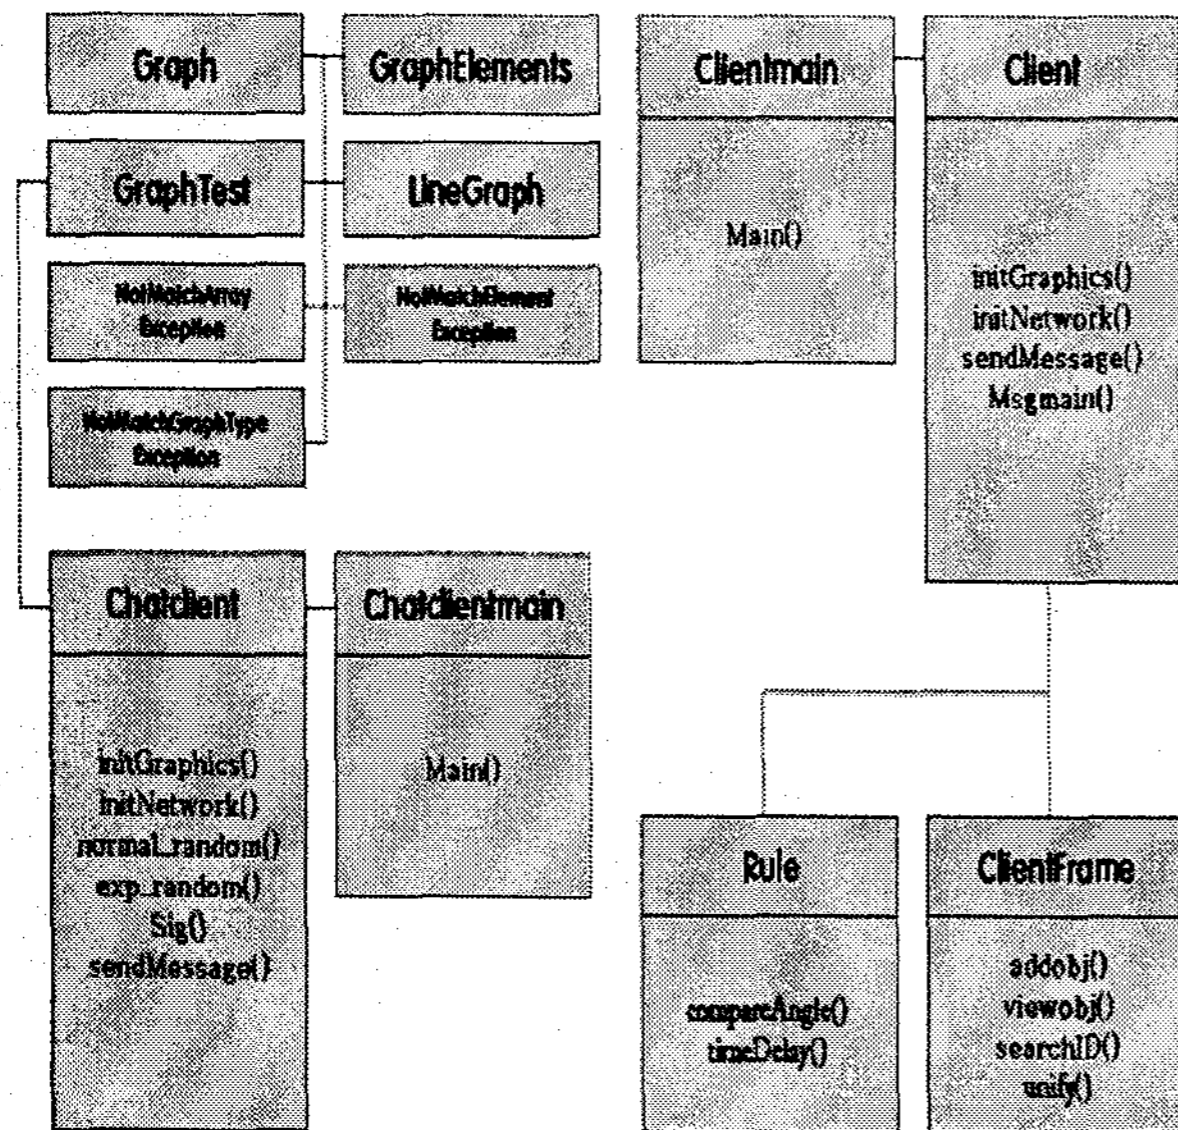 Graph
GraphElements
GraphTest
LineGraph
NotMatchArray
Exception
NotMatchElement
Exception
NotMatchGraphType
Exception
Clientmain
Main()
Client
initGraphics()
initNetwork()
sendMessage()
Msgmain()
Chatclient
initGraphics()
initNetwork()
normal_random()
exp_random()
Sig()
sendMessage()
Chatclientmain
Main()
Rule
compareAngle()
timeDelay()
ClientFrame
addobj()
viewobj()
searchID()
unify()